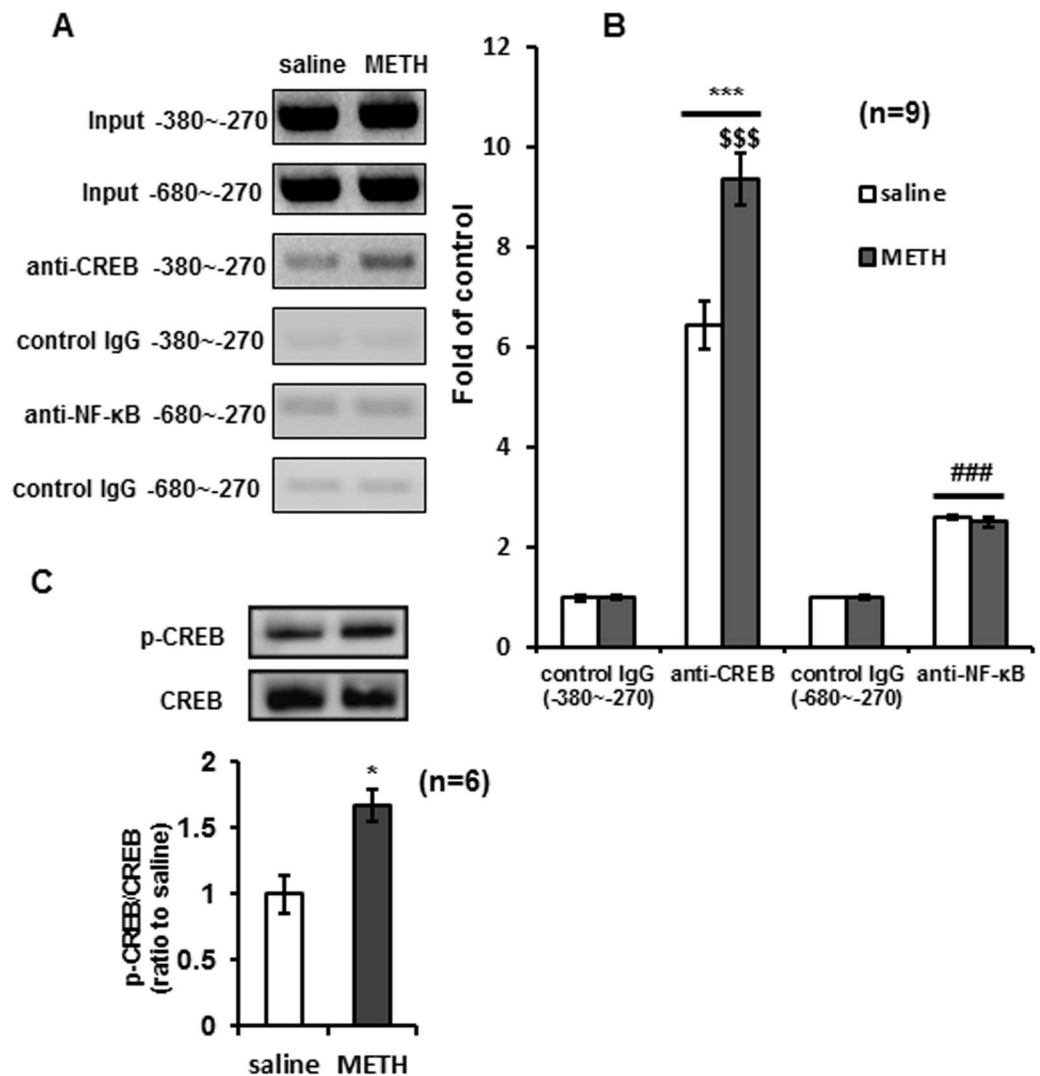 A
saline METH
Input -380~-270
Input -680~-270
anti-CREB -380~-270
control IgG -380~-270
anti-NF-κB -680~-270
control IgG -680~-270
B
12
10
8
6
4
2
0
Fold of control
***
$$$
###
(n=9)
saline
METH
control IgG
(-380~-270)
anti-CREB
control IgG
(-680~-270)
anti-NF-κB
C
p-CREB
CREB
2
1.5
1
0.5
0
p-CREB/CREB
(ratio to saline)
*
(n=6)
saline METH